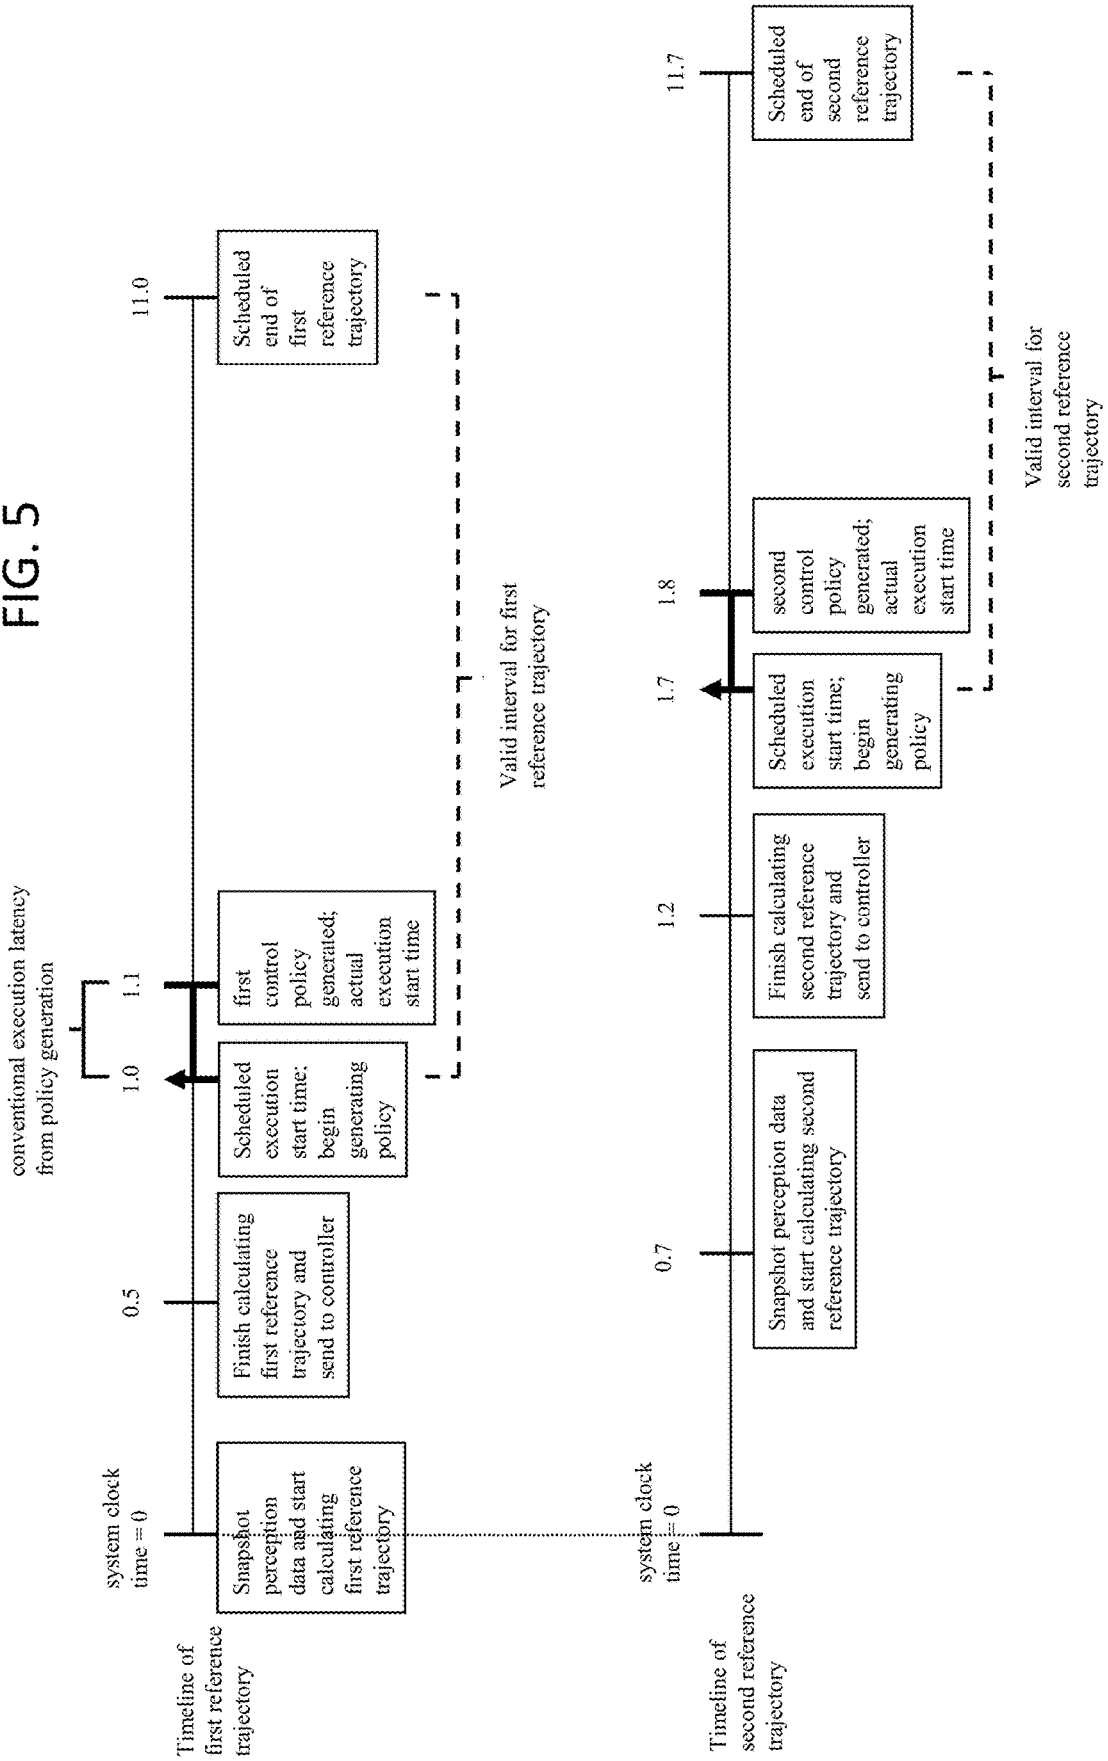 FIG. 5
conventional execution latency
from policy generation
system clock
time = 0
0.5
1.0
1.1
11.0
Timeline of
first reference
trajectory
Snapshot
perception
data and start
calculating
first reference
trajectory
Finish calculating
first reference
trajectory and
send to controller
Scheduled
execution
start time;
begin
generating
policy
first
control
policy
generated;
actual
execution
start time
Scheduled
end of
first
reference
trajectory
Valid interval for first
reference trajectory
system clock
time = 0
0.7
1.2
1.7
1.8
11.7
Timeline of
second reference
trajectory
Snapshot perception data
and start calculating second
reference trajectory
Finish calculating
second reference
trajectory and
send to controller
Scheduled
execution
start time;
begin
generating
policy
second
control
policy
generated;
actual
execution
start time
Scheduled
end of
second
reference
trajectory
Valid interval for
second reference
trajectory